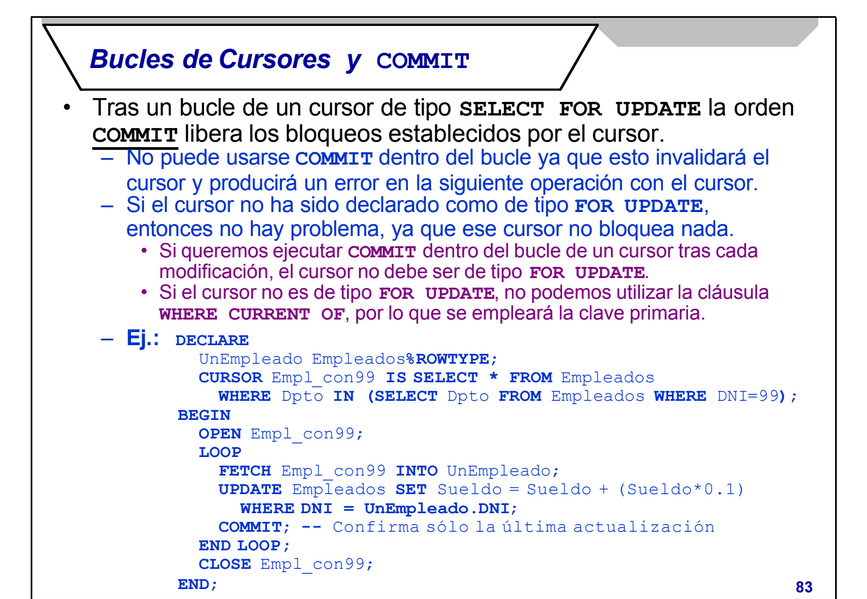 Bucles de Cursores y COMMIT
• Tras un bucle de un cursor de tipo SELECT FOR UPDATE la orden
COMMIT libera los bloqueos establecidos por el cursor.
– No puede usarse COMMIT dentro del bucle ya que esto invalidará el
cursor y producirá un error en la siguiente operación con el cursor.
– Si el cursor no ha sido declarado como de tipo FOR UPDATE,
entonces no hay problema, ya que ese cursor no bloquea nada.
• Si queremos ejecutar COMMIT dentro del bucle de un cursor tras cada
modificación, el cursor no debe ser de tipo FOR UPDATE.
• Si el cursor no es de tipo FOR UPDATE, no podemos utilizar la cláusula
WHERE CURRENT OF, por lo que se empleará la clave primaria.
– Ej.: DECLARE
UnEmpleado Empleados%ROWTYPE;
CURSOR Empl_con99 IS SELECT * FROM Empleados
WHERE Dpto IN (SELECT Dpto FROM Empleados WHERE DNI=99);
BEGIN
OPEN Empl_con99;
LOOP
FETCH Empl_con99 INTO UnEmpleado;
UPDATE Empleados SET Sueldo = Sueldo + (Sueldo*0.1)
WHERE DNI = UnEmpleado.DNI;
COMMIT; -- Confirma sólo la última actualización
END LOOP;
CLOSE Empl_con99;
END;
83